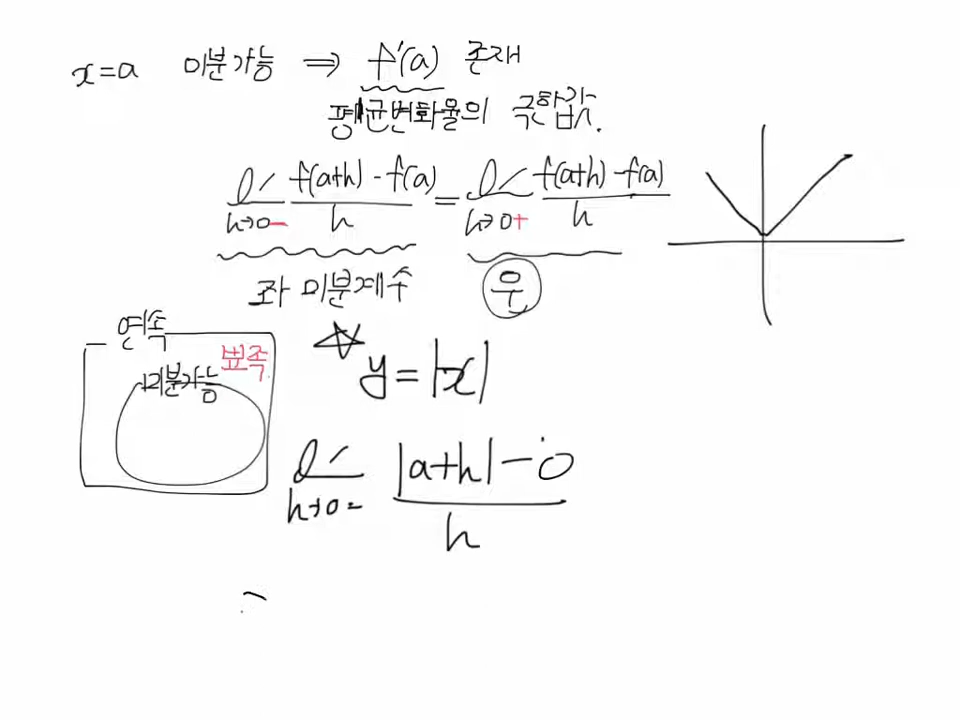 x=a 미분가능 ⇒ f'(a) 존재
평균변화율의 극한값.
lim h→0- f(a+h)-f(a) / h = lim h→0+ f(a+h)-f(a) / h
좌 미분계수 우
연속
뾰족
미분가능
☆ y=|x|
lim h→0- |a+h|-0 / h